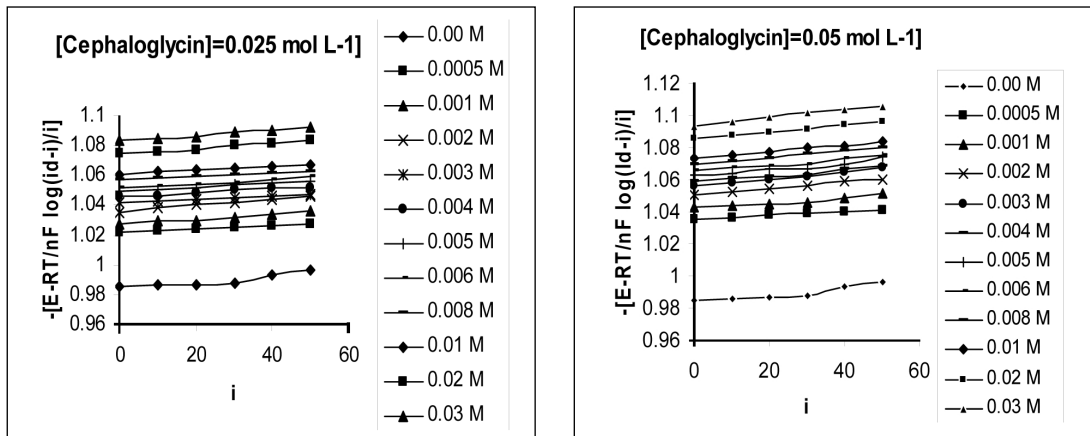 [Cephaloglycin]=0.025 mol L-1]
-[E-RT/nF log(id-i)/i]
1.1
1.08
1.06
1.04
1.02
1
0.98
0.96
0
20
40
60
i
0.00 M
0.0005 M
0.001 M
0.002 M
0.003 M
0.004 M
0.005 M
0.006 M
0.008 M
0.01 M
0.02 M
0.03 M
[Cephaloglycin]=0.05 mol L-1]
-[E-RT/nF log(Id-i)/i]
1.12
1.1
1.08
1.06
1.04
1.02
1
0.98
0.96
0
20
40
60
i
0.00 M
0.0005 M
0.001 M
0.002 M
0.003 M
0.004 M
0.005 M
0.006 M
0.008 M
0.01 M
0.02 M
0.03 M